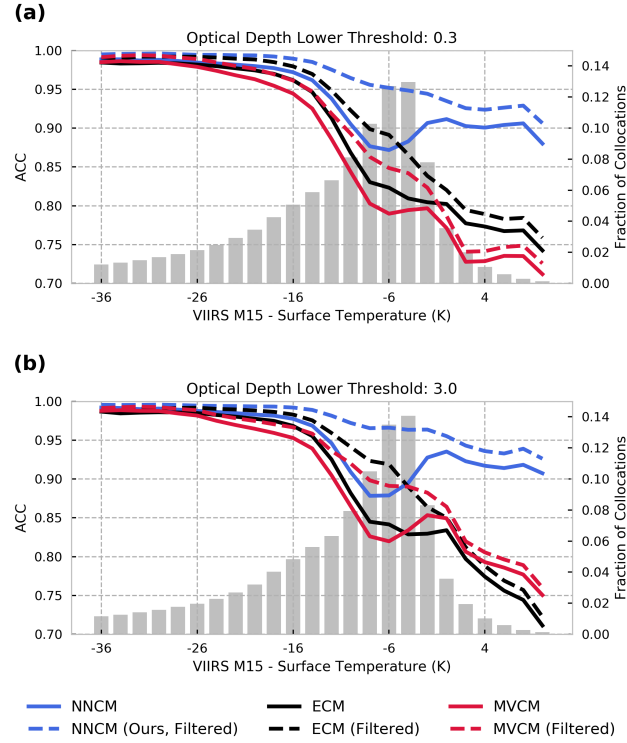 (a)
Optical Depth Lower Threshold: 0.3
1.00
0.95
0.90
0.85
0.80
0.75
0.70
ACC
0.14
0.12
0.10
0.08
0.06
0.04
0.02
0.00
Fraction of Collocations
-36 -26 -16 -6 4
VIIRS M15 - Surface Temperature (K)
(b)
Optical Depth Lower Threshold: 3.0
1.00
0.95
0.90
0.85
0.80
0.75
0.70
ACC
0.14
0.12
0.10
0.08
0.06
0.04
0.02
0.00
Fraction of Collocations
-36 -26 -16 -6 4
VIIRS M15 - Surface Temperature (K)
NNCM ECM MVCM
NNCM (Ours, Filtered) ECM (Filtered) MVCM (Filtered)